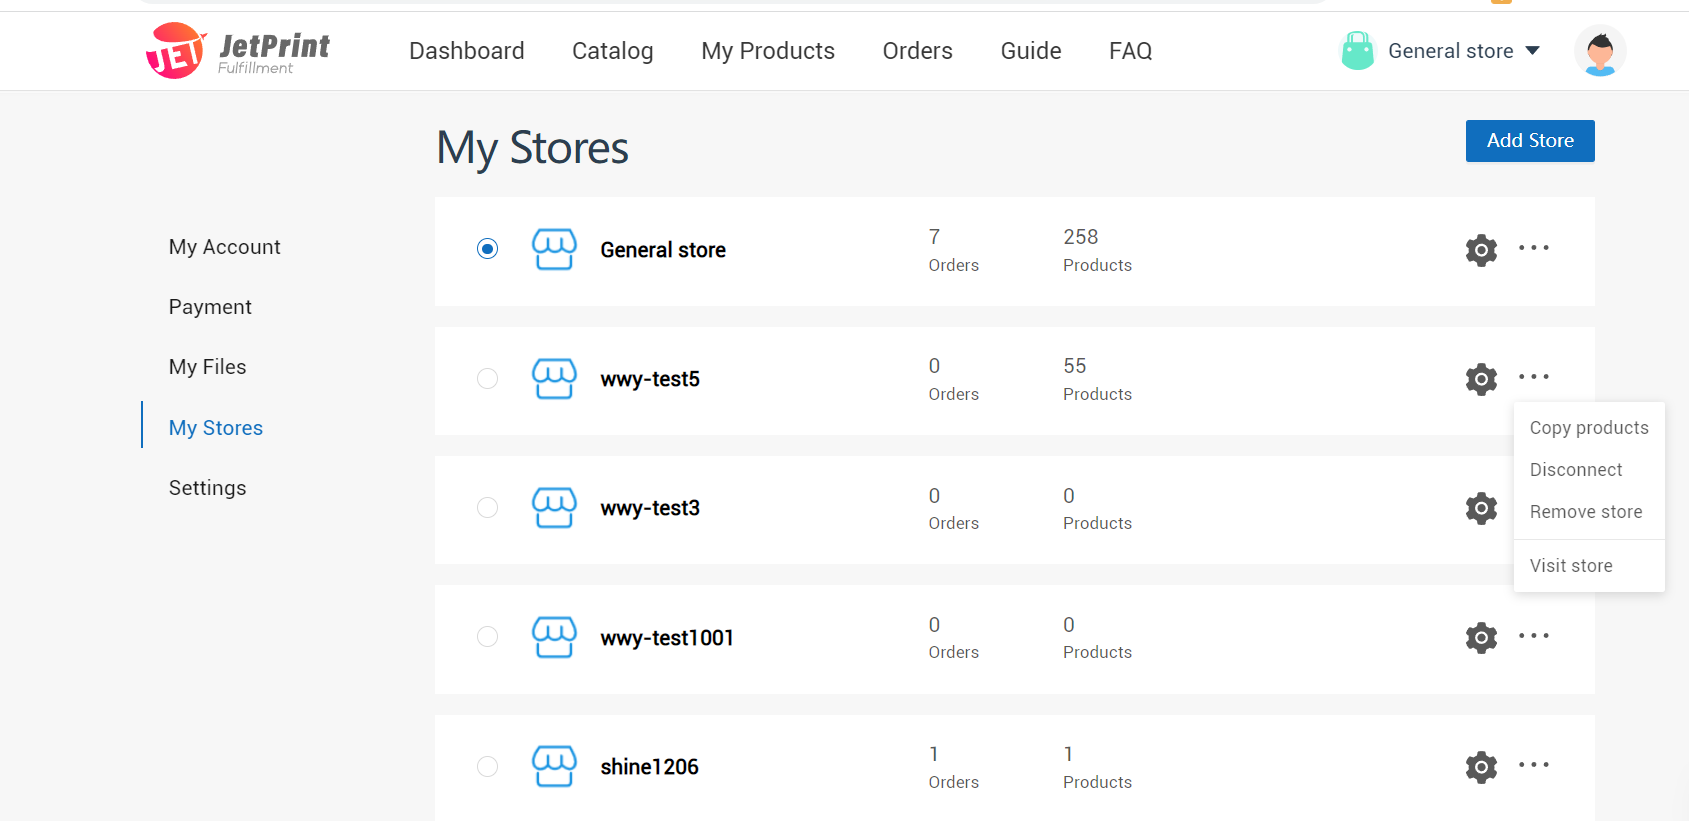 JET JetPrint Fulfillment
Dashboard Catalog My Products Orders Guide FAQ General store
My Stores
Add Store
My Account
Payment
My Files
My Stores
Settings
General store
7 Orders
258 Products
wwy-test5
0 Orders
55 Products
Copy products
Disconnect
Remove store
Visit store
wwy-test3
0 Orders
0 Products
wwy-test1001
0 Orders
0 Products
shine1206
1 Orders
1 Products